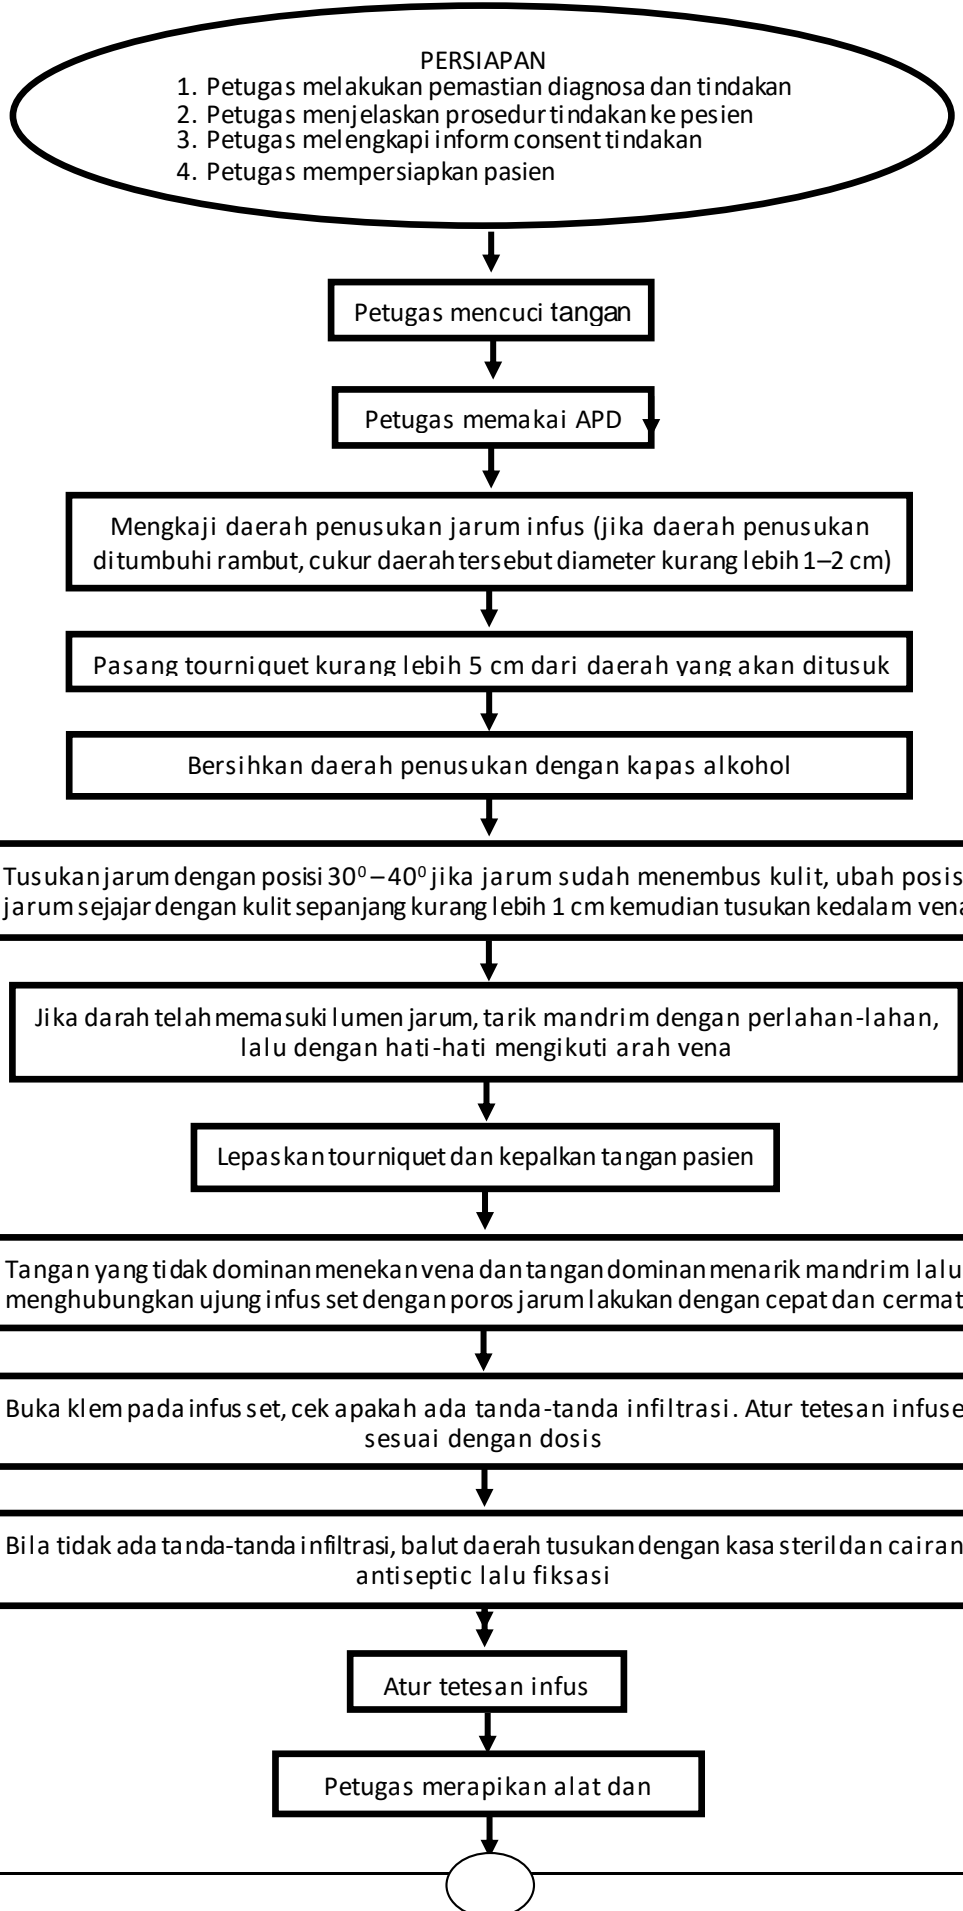 PERSIAPAN
1. Petugas melakukan pemastian diagnosa dan tindakan
2. Petugas menjelaskan prosedur tindakan ke pesien
3. Petugas melengkapi inform consent tindakan
4. Petugas mempersiapkan pasien
Petugas mencuci tangan
Petugas memakai APD
Mengkaji daerah penusukan jarum infus (jika daerah penusukan
ditumbuhi rambut, cukur daerah tersebut diameter kurang lebih 1–2 cm)
Pasang tourniquet kurang lebih 5 cm dari daerah yang akan ditusuk
Bersihkan daerah penusukan dengan kapas alkohol
Tusukan jarum dengan posisi 30⁰ – 40⁰ jika jarum sudah menembus kulit, ubah posis
jarum sejajar dengan kulit sepanjang kurang lebih 1 cm kemudian tusukan kedalam vena
Jika darah telah memasuki lumen jarum, tarik mandrim dengan perlahan-lahan,
lalu dengan hati-hati mengikuti arah vena
Lepaskan tourniquet dan kepalkan tangan pasien
Tangan yang tidak dominan menekan vena dan tangan dominan menarik mandrim lalu
menghubungkan ujung infus set dengan poros jarum lakukan dengan cepat dan cermat
Buka klem pada infus set, cek apakah ada tanda-tanda infiltrasi. Atur tetesan infuse
sesuai dengan dosis
Bila tidak ada tanda-tanda infiltrasi, balut daerah tusukan dengan kasa steril dan cairan
antiseptic lalu fiksasi
Atur tetesan infus
Petugas merapikan alat dan